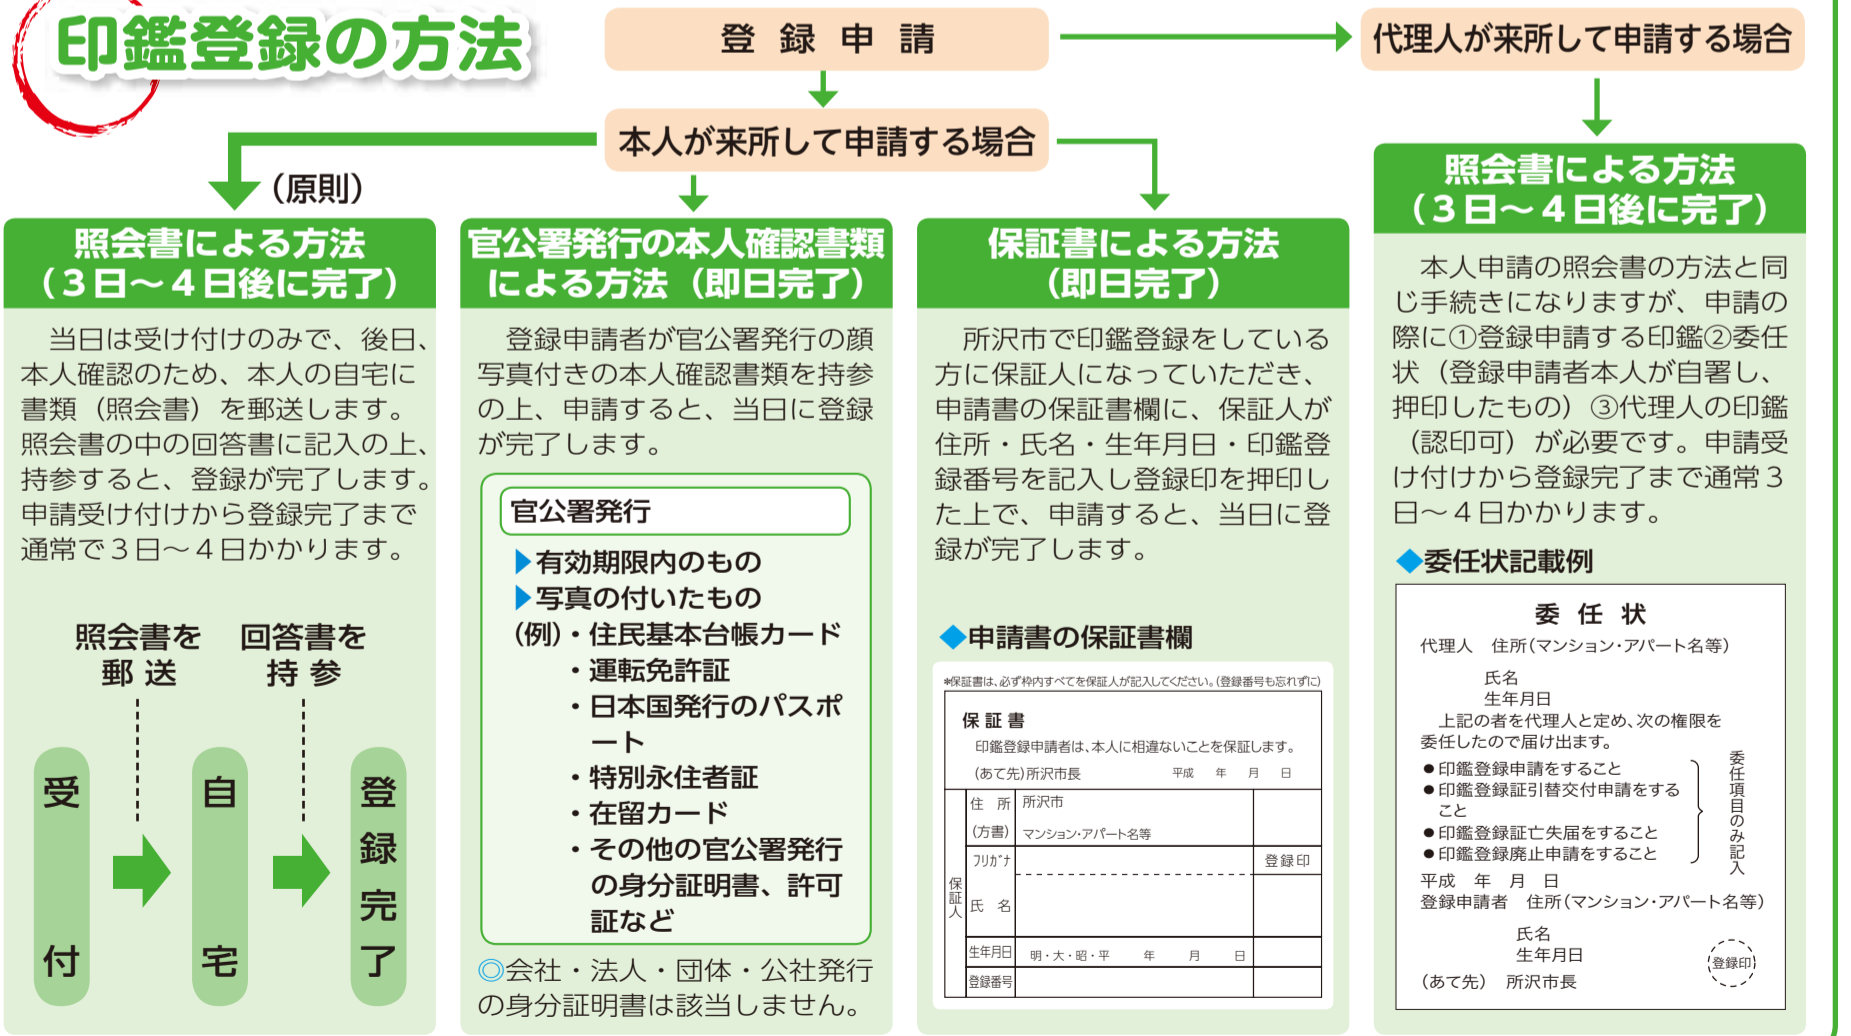 印鑑登録の方法
登録申請
代理人が来所して申請する場合
本人が来所して申請する場合
(原則)
照会書による方法
(3日〜4日後に完了)
当日は受け付けのみで、後日、
本人確認のため、本人の自宅に
書類(照会書)を郵送します。
照会書の中の回答書に記入の上、
持参すると、登録が完了します。
申請受け付けから登録完了まで
通常で3日〜4日かかります。
照会書を
郵送
回答書を
持参
受付
自宅
登録完了
官公署発行の本人確認書類
による方法(即日完了)
登録申請者が官公署発行の顔
写真付きの本人確認書類を持参
の上、申請すると、当日に登録
が完了します。
官公署発行
▶有効期限内のもの
▶写真の付いたもの
(例)・住民基本台帳カード
・運転免許証
・日本国発行のパスポ
ート
・特別永住者証
・在留カード
・その他の官公署発行
の身分証明書、許可
証など
◎会社・法人・団体・公社発行
の身分証明書は該当しません。
保証書による方法
(即日完了)
所沢市で印鑑登録をしている
方に保証人になっていただき、
申請書の保証書欄に、保証人が
住所・氏名・生年月日・印鑑登
録番号を記入し登録印を押印し
た上で、申請すると、当日に登
録が完了します。
◆申請書の保証書欄
*保証書は、必ず枠内すべてを保証人が記入してください。(登録番号も忘れずに)
保証書
印鑑登録申請者は、本人に相違ないことを保証します。
(あて先)所沢市長 平成 年 月 日
保証人
住所 所沢市
(方書) マンション・アパート名等
フリガナ 登録印
氏名
生年月日 明・大・昭・平 年 月 日
登録番号
照会書による方法
(3日〜4日後に完了)
本人申請の照会書の方法と同
じ手続きになりますが、申請の
際に①登録申請する印鑑②委任
状(登録申請者本人が自署し、
押印したもの)③代理人の印鑑
(認印可)が必要です。申請受
け付けから登録完了まで通常3
日〜4日かかります。
◆委任状記載例
委任状
代理人 住所(マンション・アパート名等)
氏名
生年月日
上記の者を代理人と定め、次の権限を
委任したので届け出ます。
●印鑑登録申請をすること
●印鑑登録証引替交付申請をする
こと
●印鑑登録証亡失届をすること
●印鑑登録廃止申請をすること
委任項目のみ記入
平成 年 月 日
登録申請者 住所(マンション・アパート名等)
氏名
生年月日
登録印
(あて先) 所沢市長